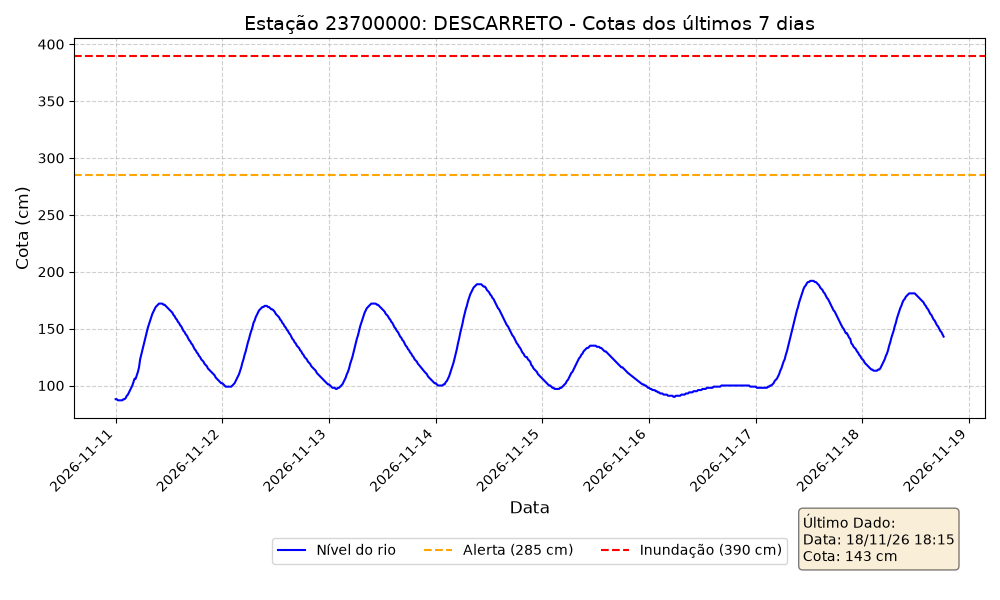 Estação 23700000: DESCARRETO - Cotas dos últimos 7 dias
Cota (cm)
400
350
300
250
200
150
100
2026-11-11
2026-11-12
2026-11-13
2026-11-14
2026-11-15
2026-11-16
2026-11-17
2026-11-18
2026-11-19
Data
Nível do rio
Alerta (285 cm)
Inundação (390 cm)
Último Dado:
Data: 18/11/26 18:15
Cota: 143 cm